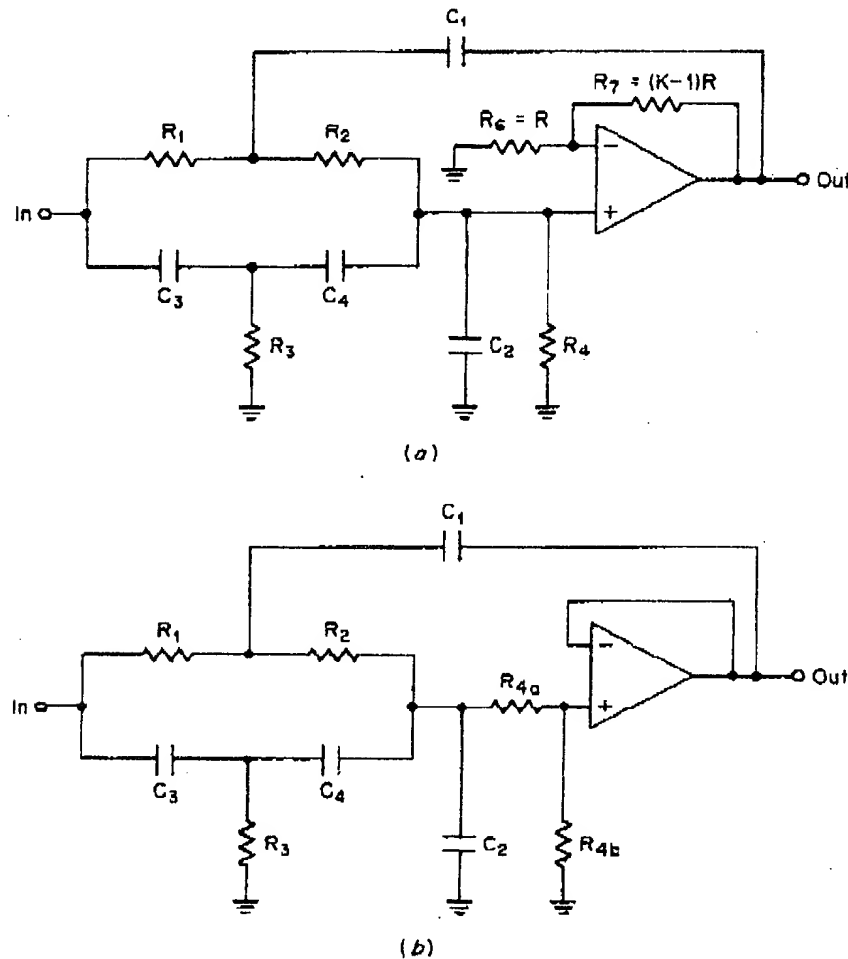 C1
R7 = (K-1)R
R6 = R
R1
R2
In
Out
C3
C4
R3
C2
R4
(a)
C1
R1
R2
R4a
In
Out
C3
C4
R3
C2
R4b
(b)